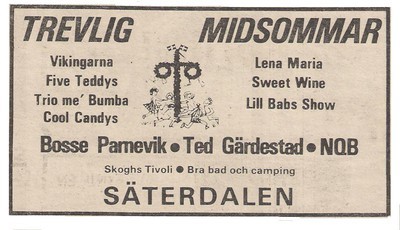 TREVLIG MIDSOMMAR
Vikingarna
Five Teddys
Trio me' Bumba
Cool Candys
Lena Maria
Sweet Wine
Lill Babs Show
Bosse Parnevik • Ted Gärdestad • NQB
Skoghs Tivoli • Bra bad och camping
SÄTERDALEN